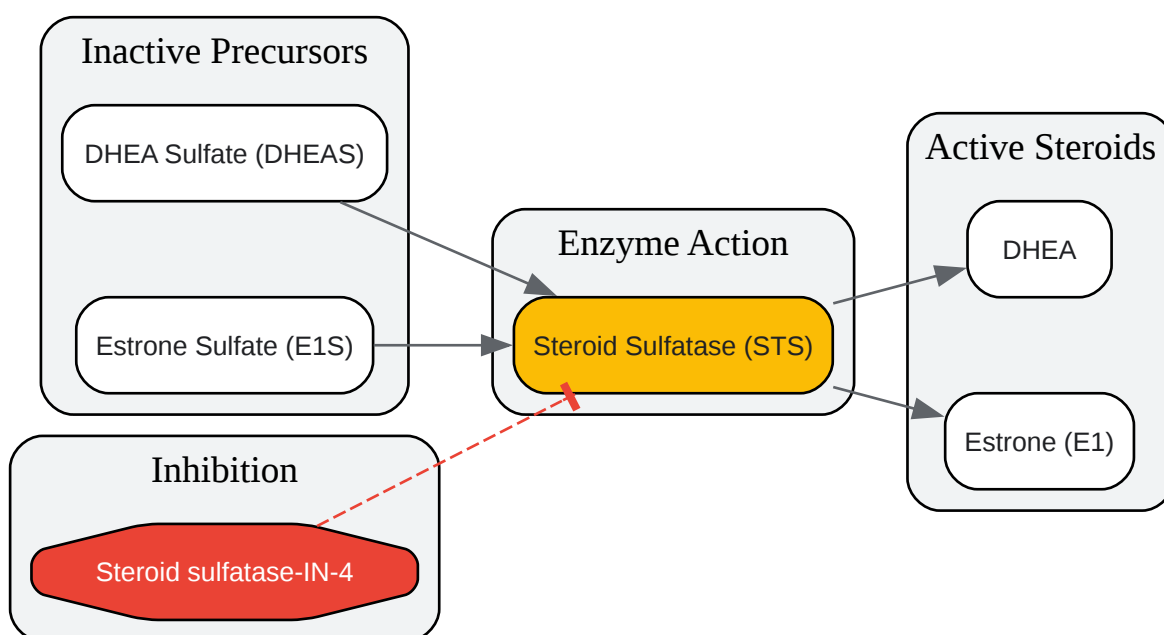 Inactive Precursors
DHEA Sulfate (DHEAS)
Estrone Sulfate (E1S)
Enzyme Action
Steroid Sulfatase (STS)
Active Steroids
DHEA
Estrone (E1)
Inhibition
Steroid sulfatase-IN-4